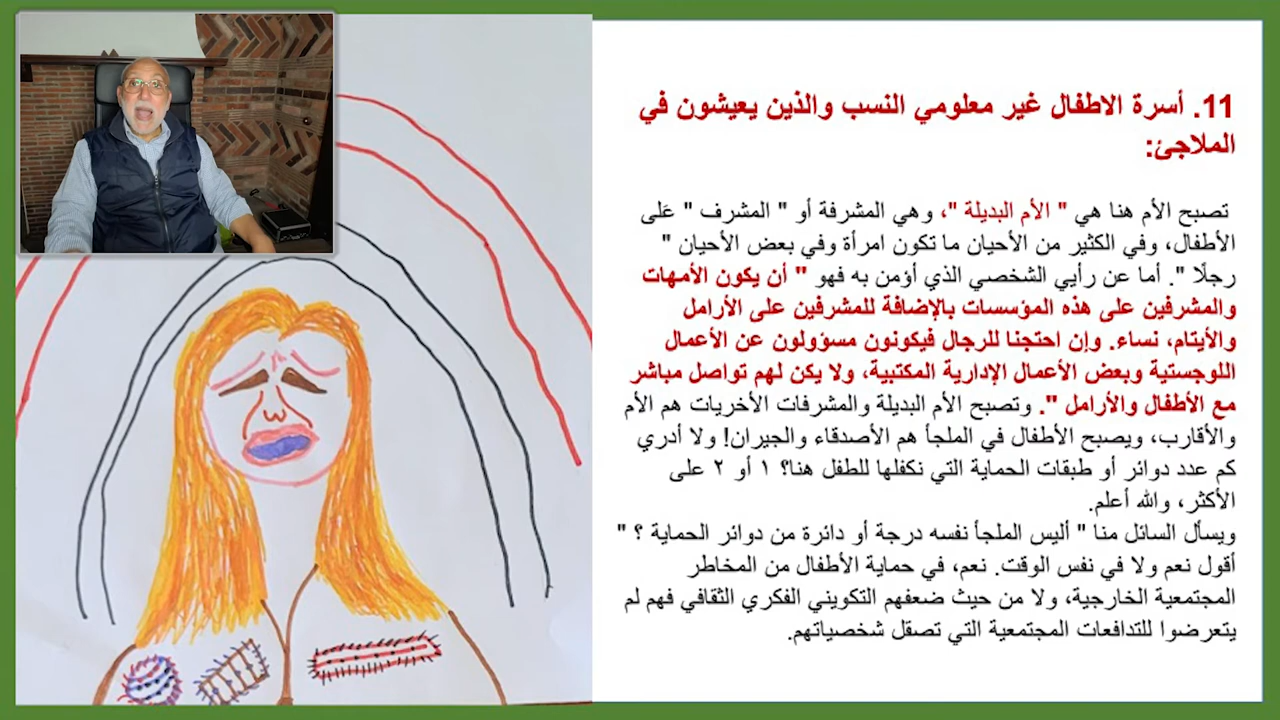 11. أسرة الاطفال غير معلومي النسب والذين يعيشون في
الملاجئ:
تصبح الأم هنا هي " الأم البديلة "، وهي المشرفة أو " المشرف " عَلى
الأطفال، وفي الكثير من الأحيان ما تكون امرأة وفي بعض الأحيان "
رجلًا ". أما عن رأيي الشخصي الذي أؤمن به فهو " أن يكون الأمهات
والمشرفين على هذه المؤسسات بالإضافة للمشرفين على الأرامل
والأيتام، نساء. وإن احتجنا للرجال فيكونون مسؤولون عن الأعمال
اللوجستية وبعض الأعمال الإدارية المكتبية، ولا يكن لهم تواصل مباشر
مع الأطفال والأرامل ". وتصبح الأم البديلة والمشرفات الأخريات هم الأم
والأقارب، ويصبح الأطفال في الملجأ هم الأصدقاء والجيران! ولا أدري
كم عدد دوائر أو طبقات الحماية التي نكفلها للطفل هنا؟ ١ أو ٢ على
الأكثر، والله أعلم.
ويسأل السائل منا " أليس الملجأ نفسه درجة أو دائرة من دوائر الحماية ؟ "
أقول نعم ولا في نفس الوقت. نعم، في حماية الأطفال من المخاطر
المجتمعية الخارجية، ولا من حيث ضعفهم التكويني الفكري الثقافي فهم لم
يتعرضوا للتدافعات المجتمعية التي تصقل شخصياتهم.